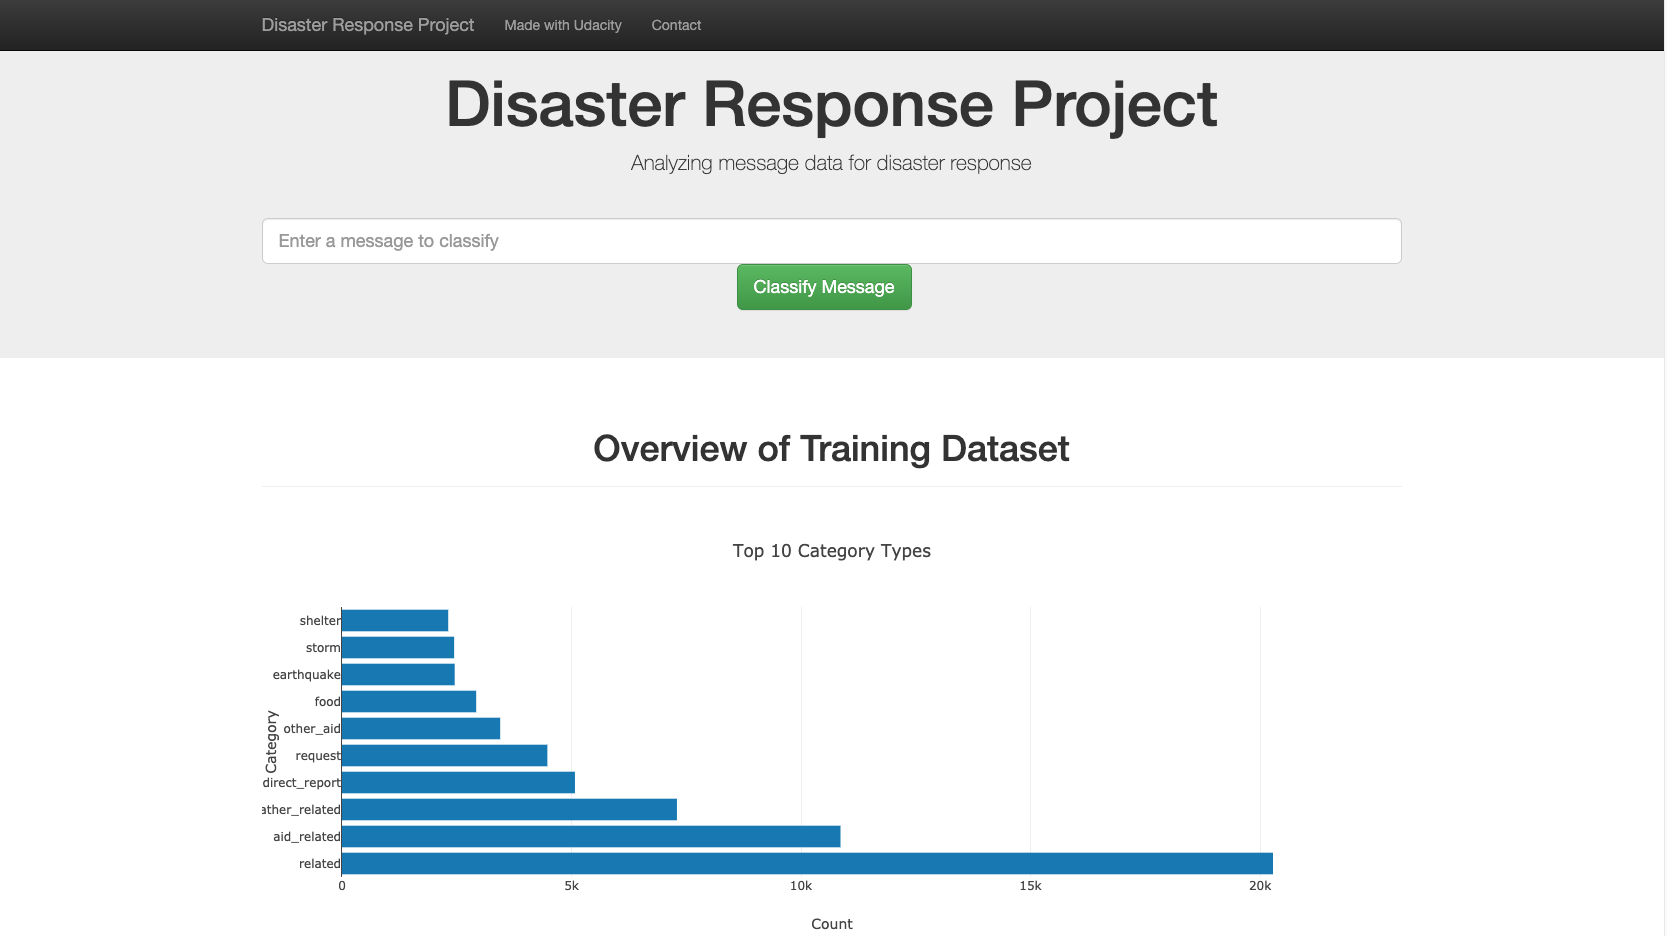 Disaster Response Project Made with Udacity Contact
Disaster Response Project
Analyzing message data for disaster response
Enter a message to classify
Classify Message
Overview of Training Dataset
Top 10 Category Types
shelter
storm
earthquake
food
other_aid
request
direct_report
ather_related
aid_related
related
Category
0 5k 10k 15k 20k
Count